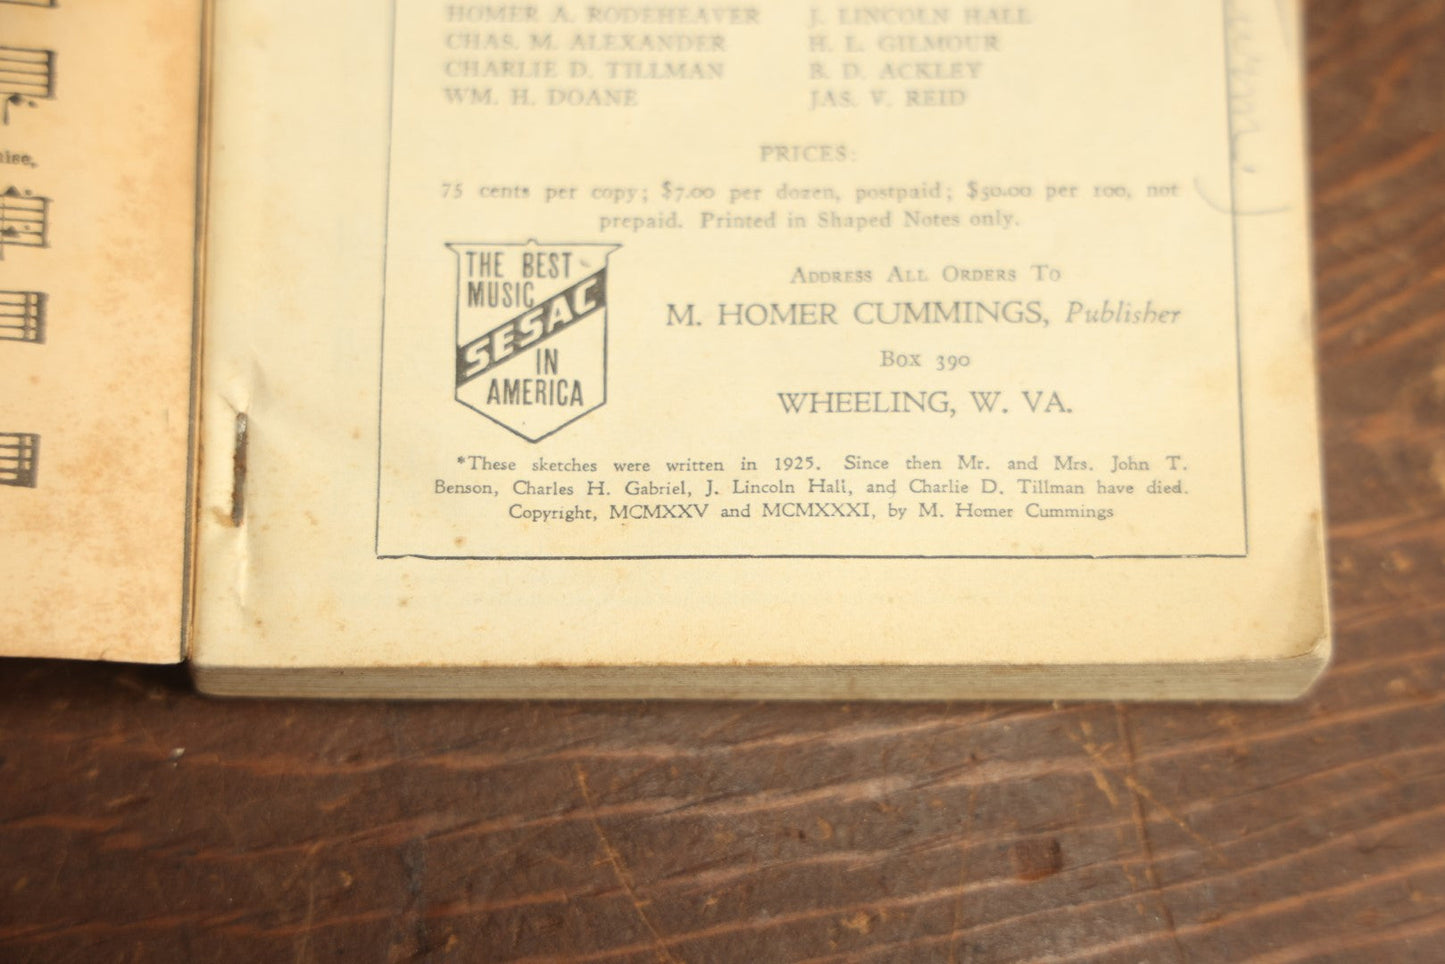 HOMER A. RODEHEAVER J. LINCOLN HALL
CHAS. M. ALEXANDER H. L. GILMOUR
CHARLIE D. TILLMAN B. D. ACKLEY
WM. H. DOANE JAS. V. REID
PRICES:
75 cents per copy; $7.00 per dozen, postpaid; $50.00 per 100, not
prepaid. Printed in Shaped Notes only.
THE BEST
MUSIC
SESAC
IN
AMERICA
ADDRESS ALL ORDERS TO
M. HOMER CUMMINGS, Publisher
BOX 390
WHEELING, W. VA.
*These sketches were written in 1925. Since then Mr. and Mrs. John T.
Benson, Charles H. Gabriel, J. Lincoln Hall, and Charlie D. Tillman have died.
Copyright, MCMXXV and MCMXXXI, by M. Homer Cummings